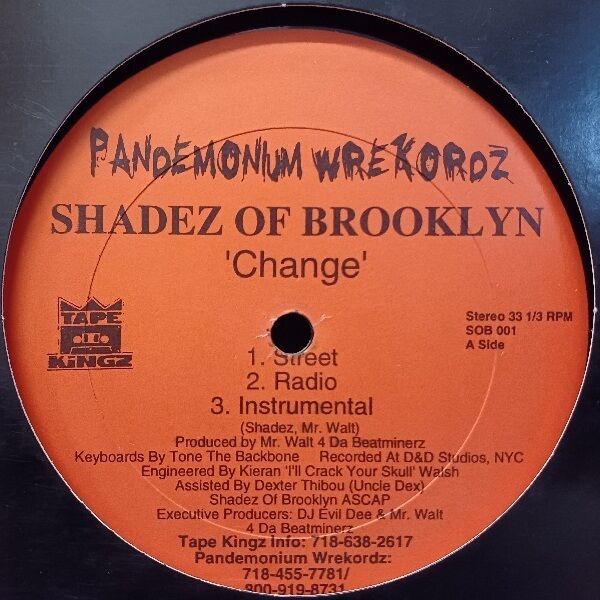 PANDEMONIUM WREKORDZ
SHADEZ OF BROOKLYN
'Change'
TAPE
KiNGZ
Stereo 33 1/3 RPM
SOB 001
A Side
1. Street
2. Radio
3. Instrumental
(Shadez, Mr. Walt)
Produced by Mr. Walt 4 Da Beatminerz
Keyboards By Tone The Backbone Recorded At D&D Studios, NYC
Engineered By Kieran 'I'll Crack Your Skull' Walsh
Assisted By Dexter Thibou (Uncle Dex)
Shadez Of Brooklyn ASCAP
Executive Producers: DJ Evil Dee & Mr. Walt
4 Da Beatminerz
Tape Kingz Info: 718-638-2617
Pandemonium Wrekordz:
718-455-7781/
800-919-8731